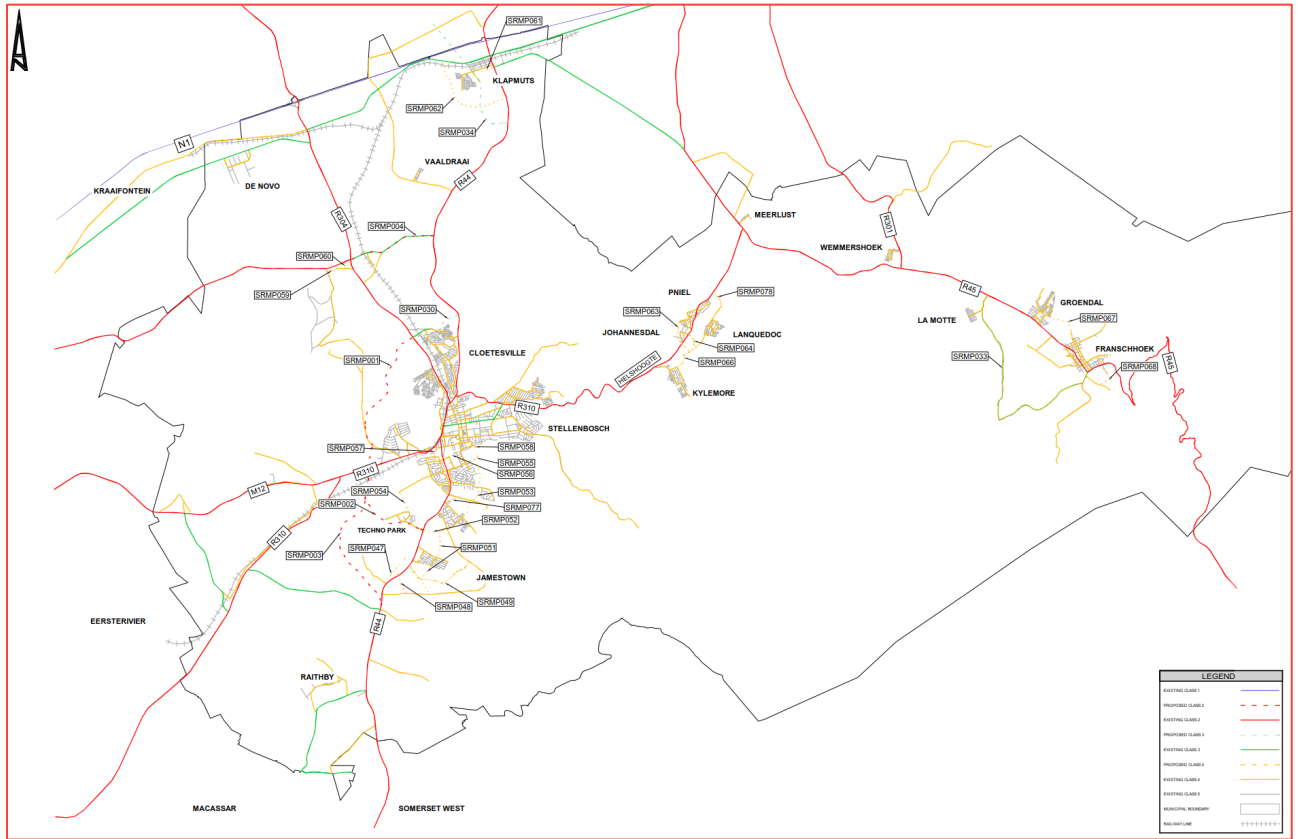 SRMP061
KLAPMUTS
SRMP062
SRMP034
N1
VAALDRAAI
R44
KRAAIFONTEIN
DE NOVO
R304
SRMP004
MEERLUST
R301
WEMMERSHOEK
SRMP060
SRMP059
R45
PNIEL
SRMP078
GROENDAL
SRMP030
SRMP063
JOHANNESDAL
LANQUEDOC
LA MOTTE
SRMP067
SRMP064
SRMP001
CLOETESVILLE
SRMP066
SRMP033
FRANSCHHOEK
SRMP068
R45
HELSHOOGTE
KYLEMORE
R310
STELLENBOSCH
SRMP057
SRMP058
SRMP055
SRMP056
R310
M12
SRMP054
SRMP053
SRMP002
SRMP077
SRMP052
TECHNO PARK
R310
SRMP003
SRMP047
SRMP051
JAMESTOWN
SRMP048
SRMP049
EERSTERIVIER
R44
RAITHBY
MACASSAR
SOMERSET WEST
LEGEND
EXISTING CLASS 1
PROPOSED CLASS 2
EXISTING CLASS 2
PROPOSED CLASS 3
EXISTING CLASS 3
PROPOSED CLASS 4
EXISTING CLASS 4
EXISTING CLASS 5
MUNICIPAL BOUNDARY
RAILWAY LINE